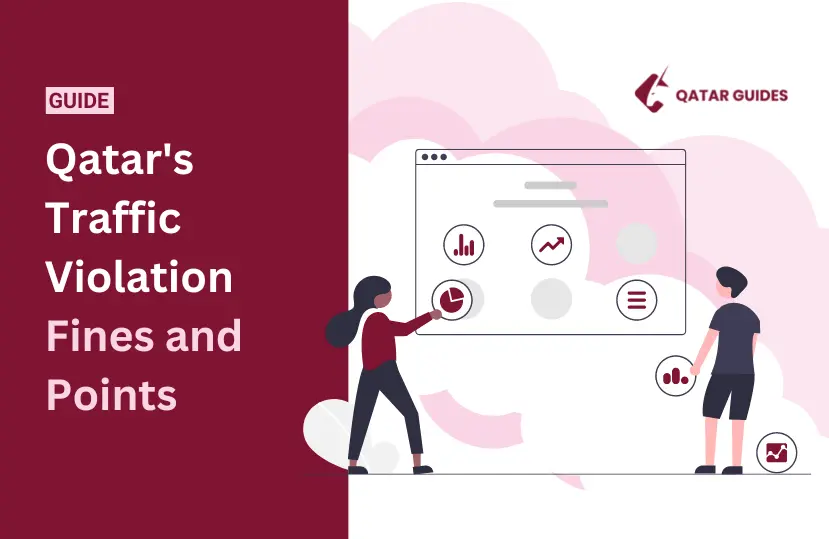 GUIDE
Qatar's
Traffic
Violation
Fines and
Points
QATAR GUIDES